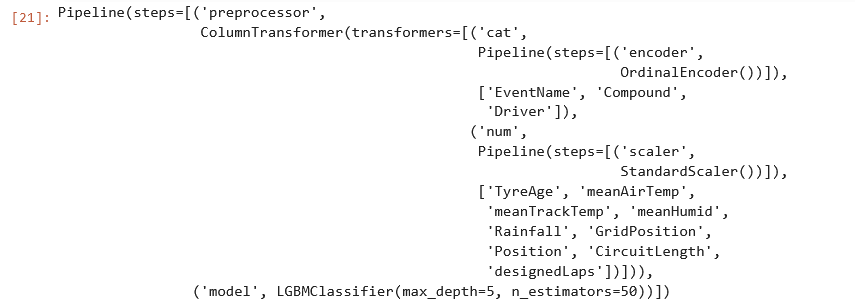 [21]: Pipeline(steps=[('preprocessor',
ColumnTransformer(transformers=[('cat',
Pipeline(steps=[('encoder',
OrdinalEncoder())]),
['EventName', 'Compound',
'Driver']),
('num',
Pipeline(steps=[('scaler',
StandardScaler())]),
['TyreAge', 'meanAirTemp',
'meanTrackTemp', 'meanHumid',
'Rainfall', 'GridPosition',
'Position', 'CircuitLength',
'designedLaps'])])),
('model', LGBMClassifier(max_depth=5, n_estimators=50))])